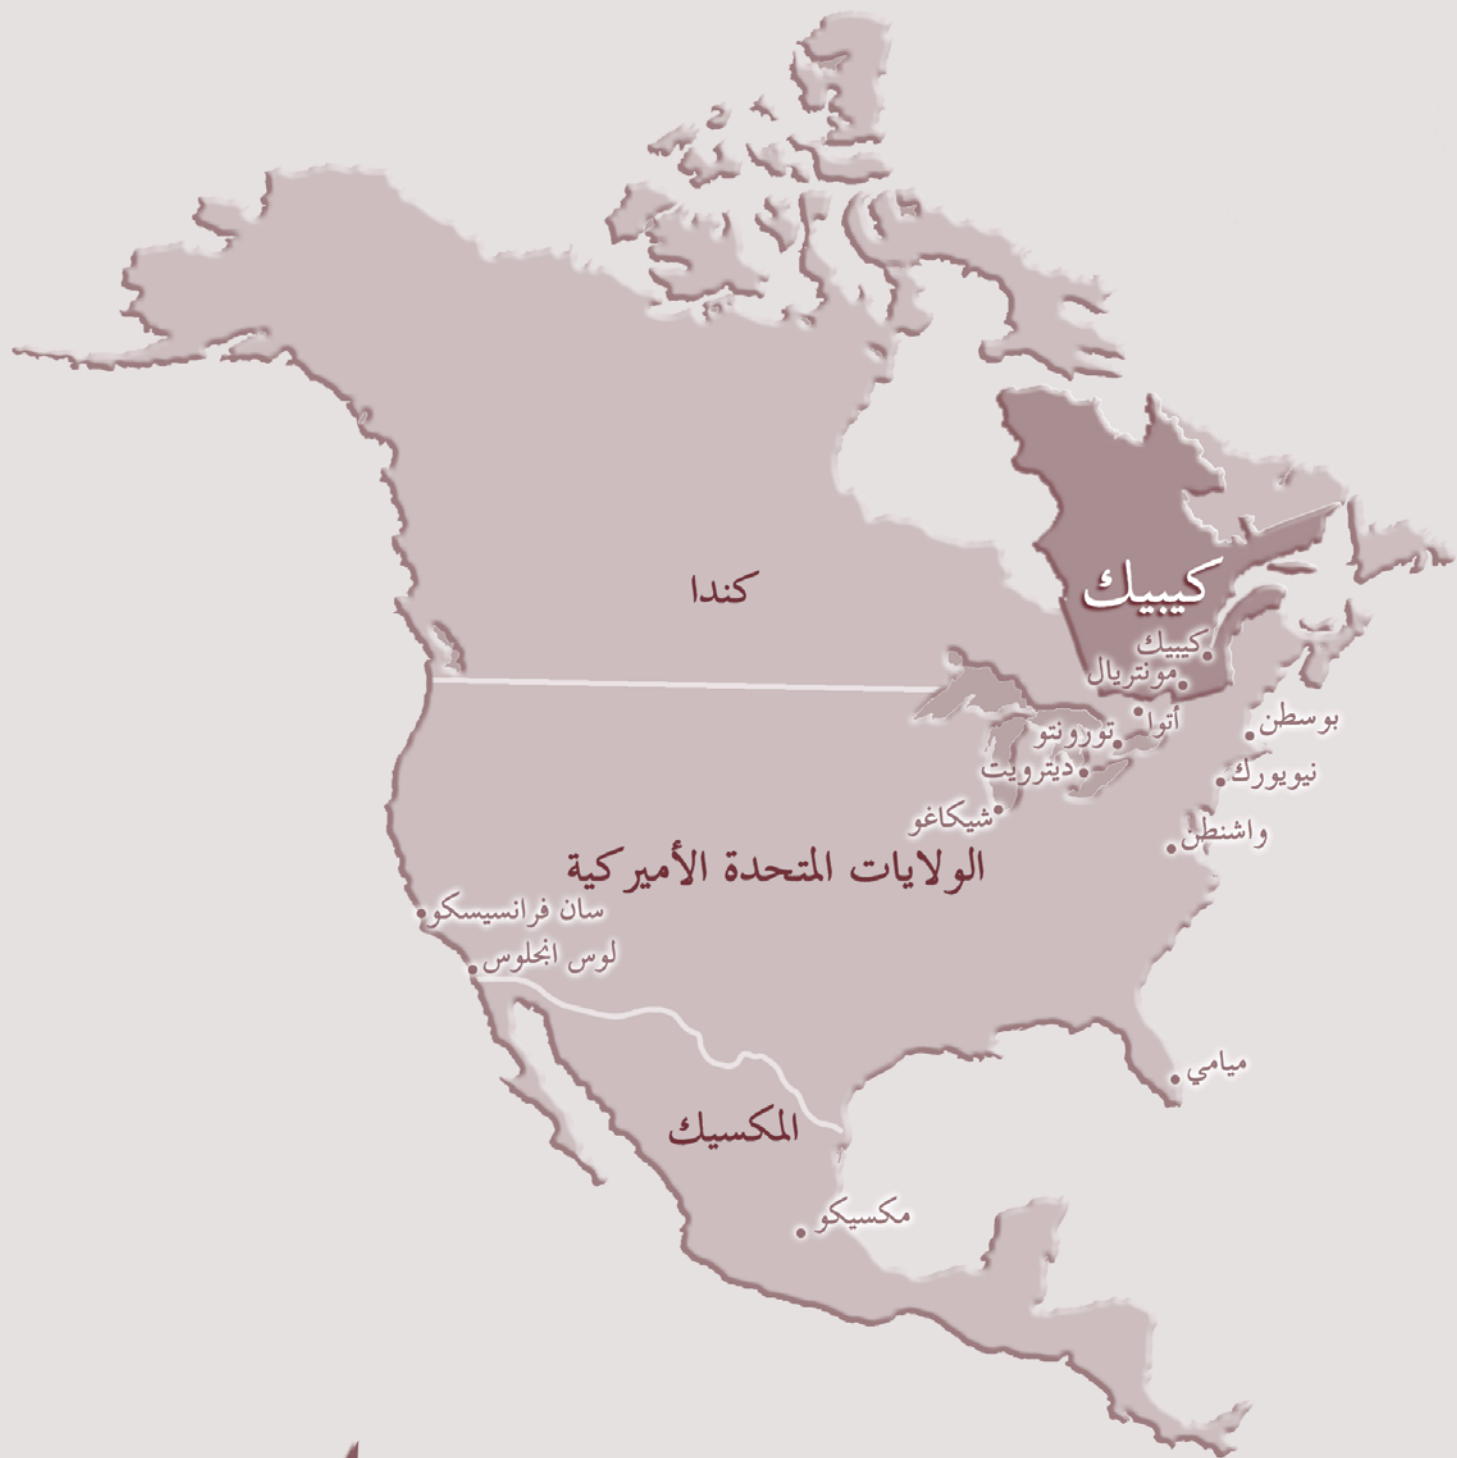 كندا
كيبيك
كيبيك
مونتريال
أتوا
تورونتو
بوسطن
ديترويت
نيويورك
شيكاغو
واشنطن
الولايات المتحدة الأميركية
سان فرانسيسكو
لوس انجلوس
ميامي
المكسيك
مكسيكو